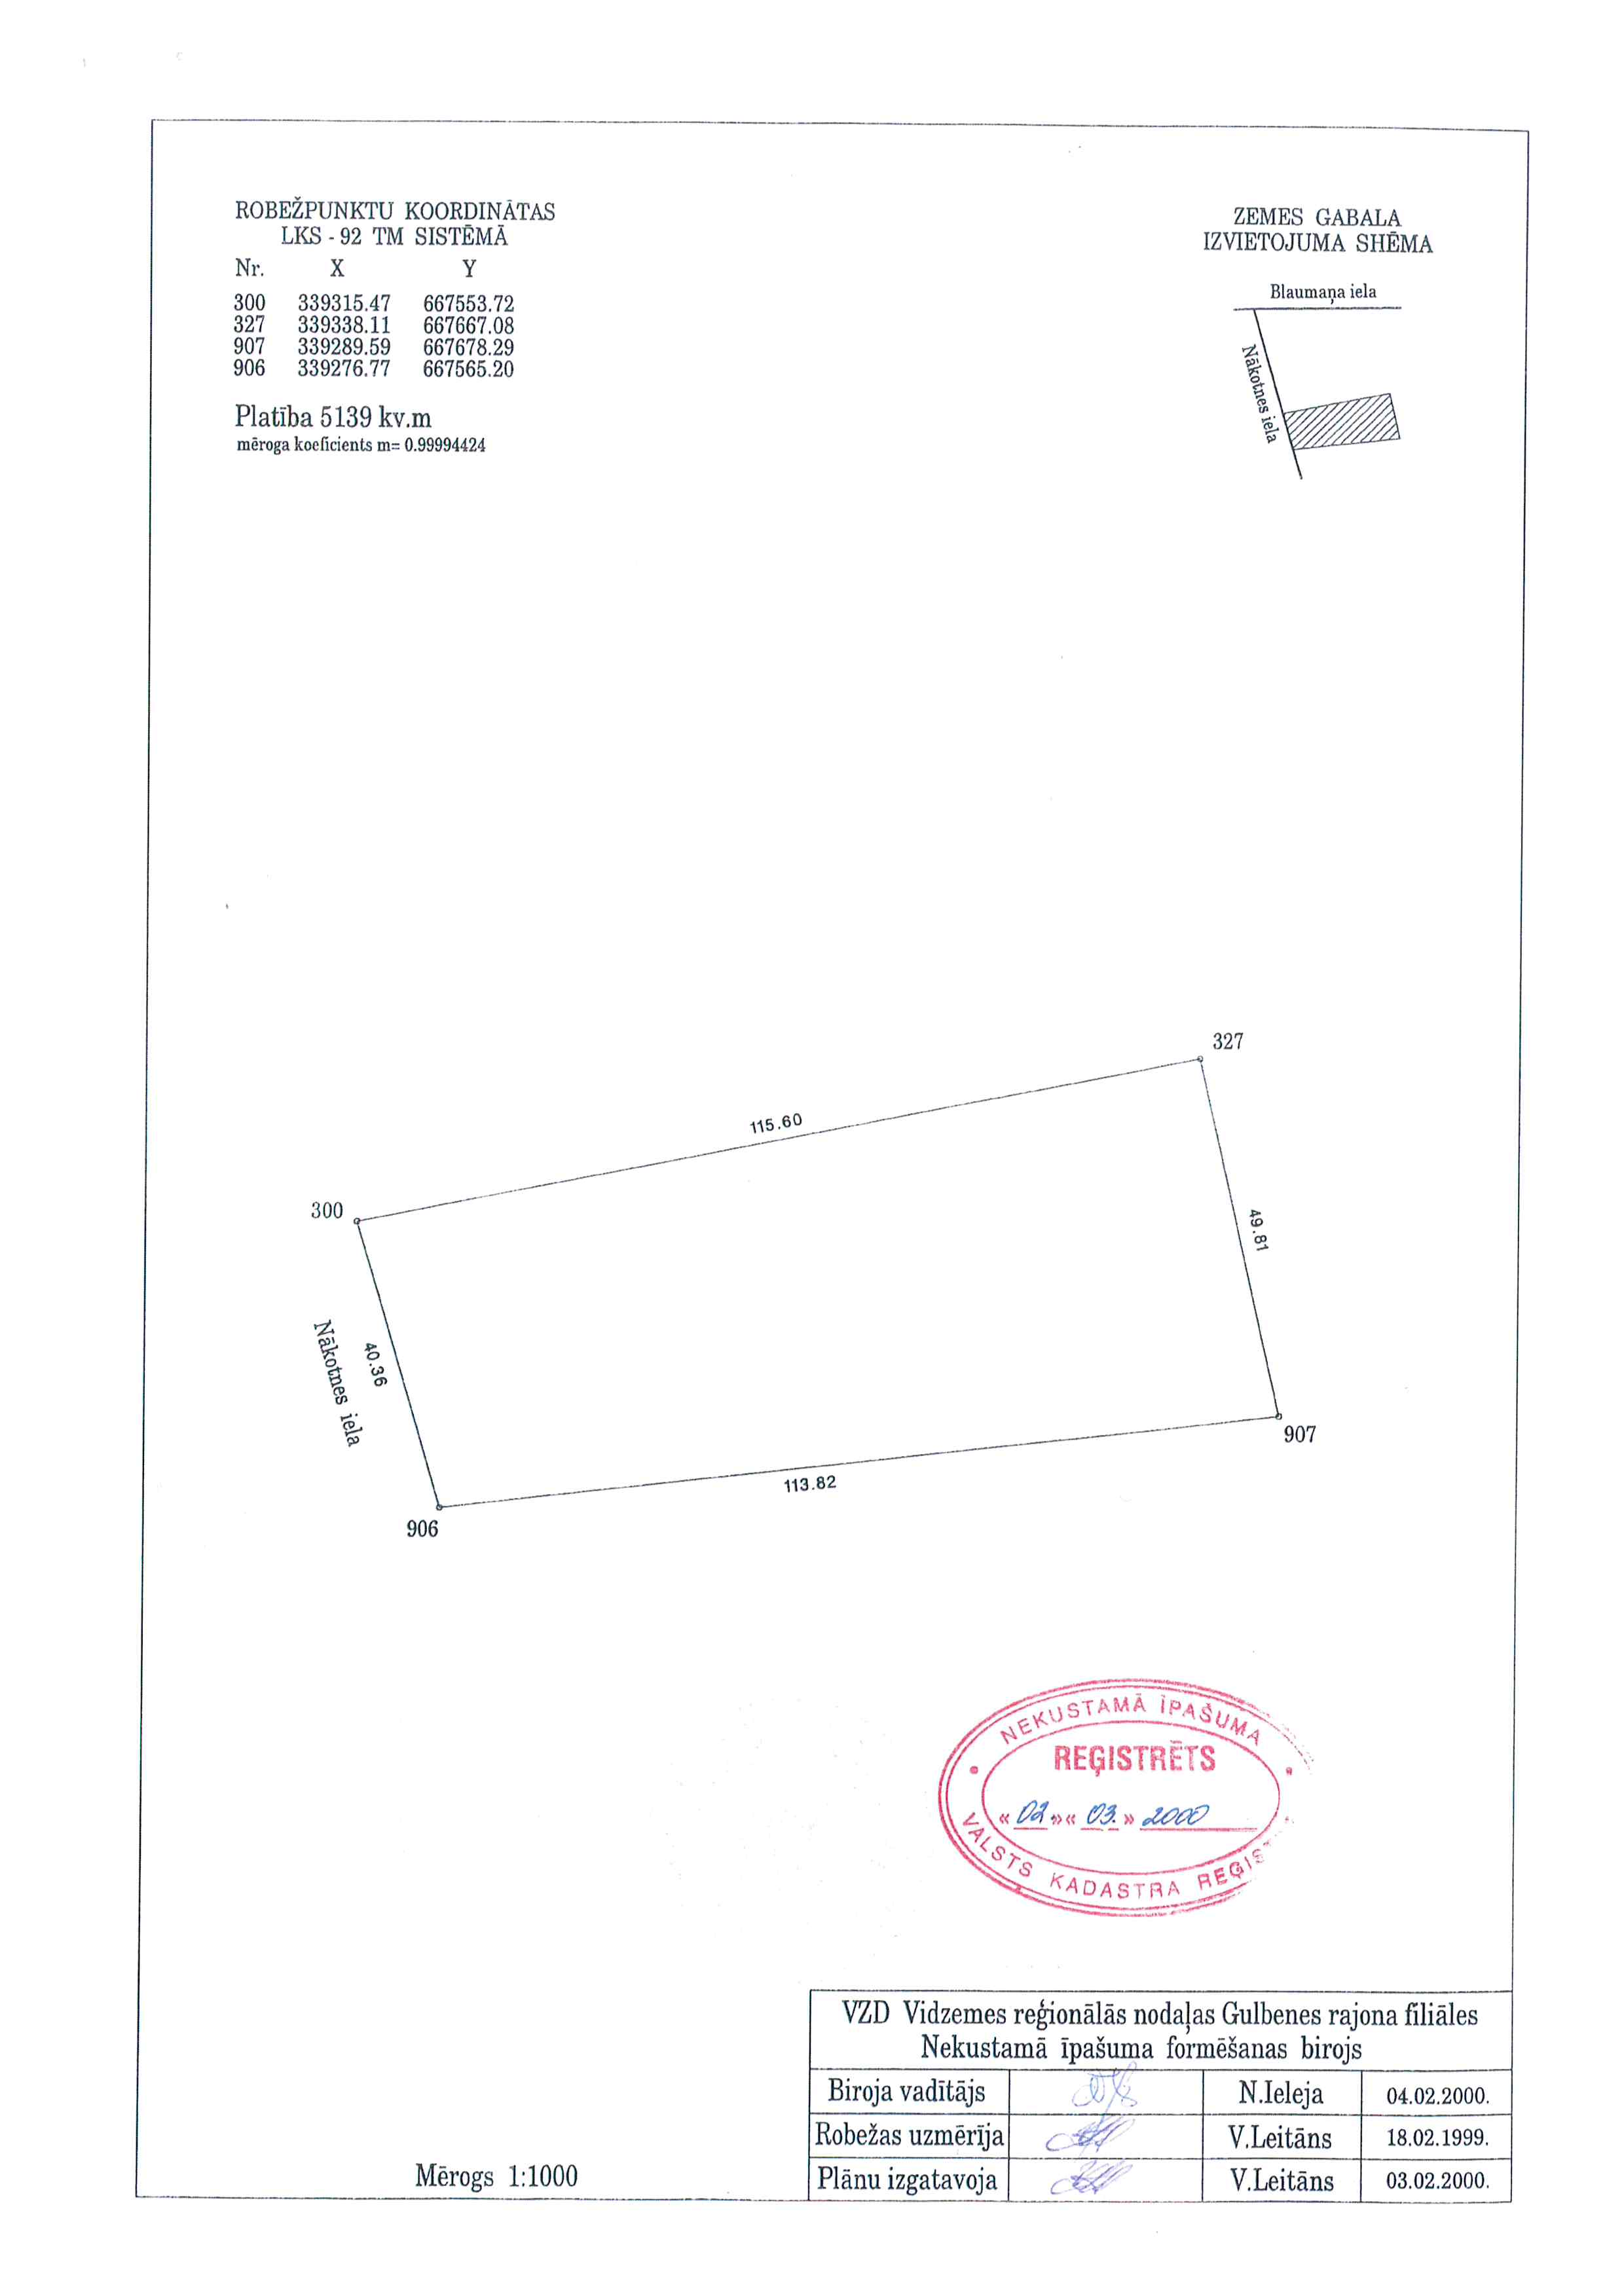 ROBEŽPUNKTU KOORDINĀTAS
LKS - 92 TM SISTĒMĀ
Nr. X Y
300 339315.47 667553.72
327 339338.11 667667.08
907 339289.59 667678.29
906 339276.77 667565.20
Platība 5139 kv.m
mēroga koeficients m= 0.99994424
ZEMES GABALA
IZVIETOJUMA SHĒMA
Blaumaņa iela
Nākotnes iela
327
115.60
300
49.81
40.36
Nākotnes iela
907
113.82
906
NEKUSTAMĀ ĪPAŠUMA
REĢISTRĒTS
« 02 » « 03. » 2000
VALSTS KADASTRA REĢIS
VZD Vidzemes reģionālās nodaļas Gulbenes rajona filiāles
Nekustamā īpašuma formēšanas birojs
Biroja vadītājs N.Ieleja 04.02.2000.
Robežas uzmērīja V.Leitāns 18.02.1999.
Plānu izgatavoja V.Leitāns 03.02.2000.
Mērogs 1:1000